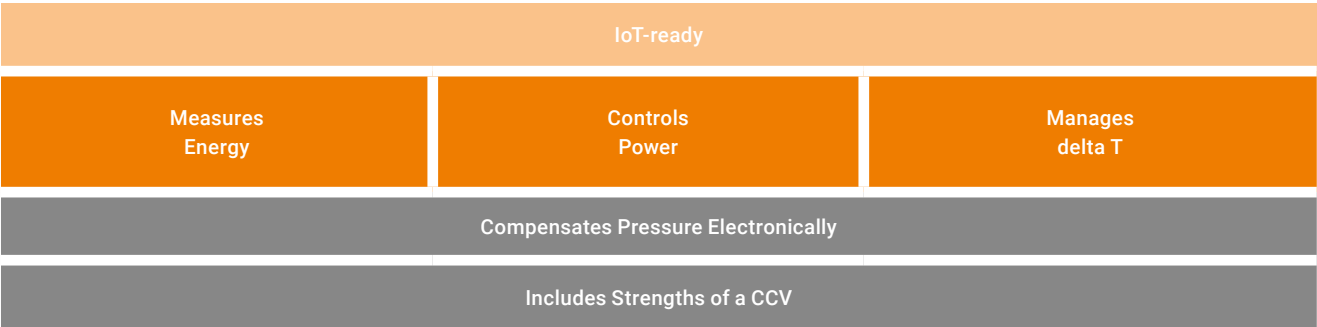 IoT-ready
Measures
Energy
Controls
Power
Manages
delta T
Compensates Pressure Electronically
Includes Strengths of a CCV